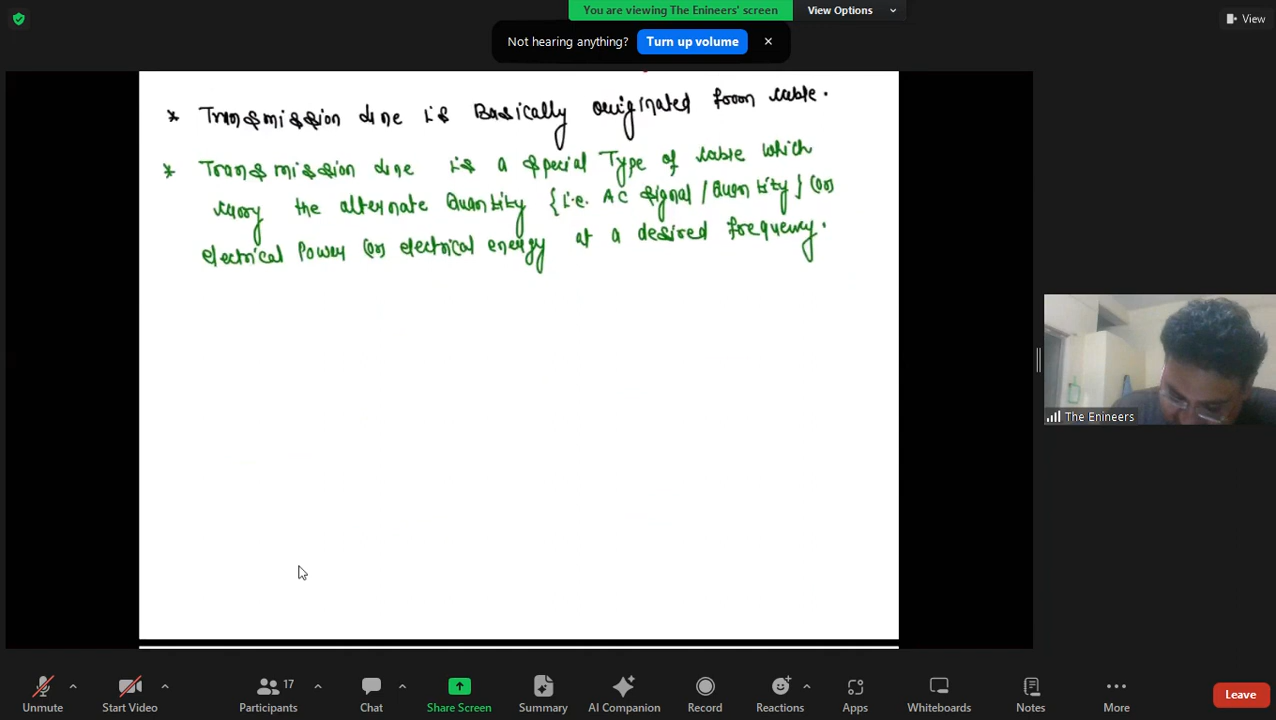 You are viewing The Enineers' screen
View Options
View
Not hearing anything?
Turn up volume
* Transmission line is Basically originated from cable.
* Transmission line is a special Type of cable which
carry the alternate Quantity {i.e. AC signal / Quantity} (or)
electrical Power (or) electrical energy at a desired frequency.
The Enineers
Unmute
Start Video
Participants
17
Chat
Share Screen
Summary
AI Companion
Record
Reactions
Apps
Whiteboards
Notes
More
Leave